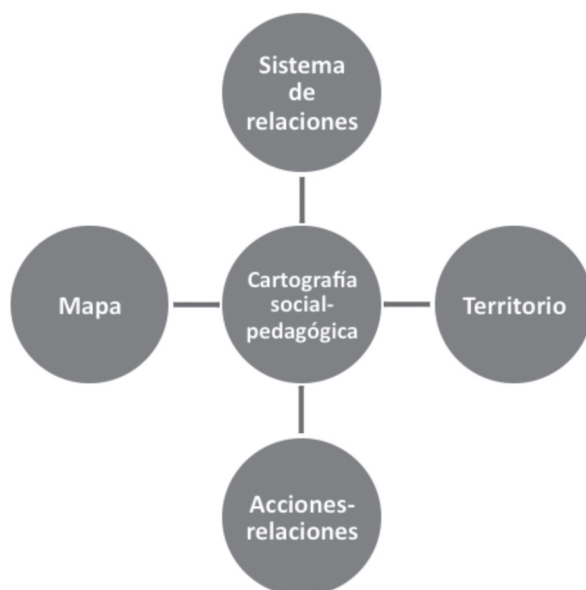 Sistema
de
relaciones
Mapa
Cartografía
social-
pedagógica
Territorio
Acciones-
relaciones